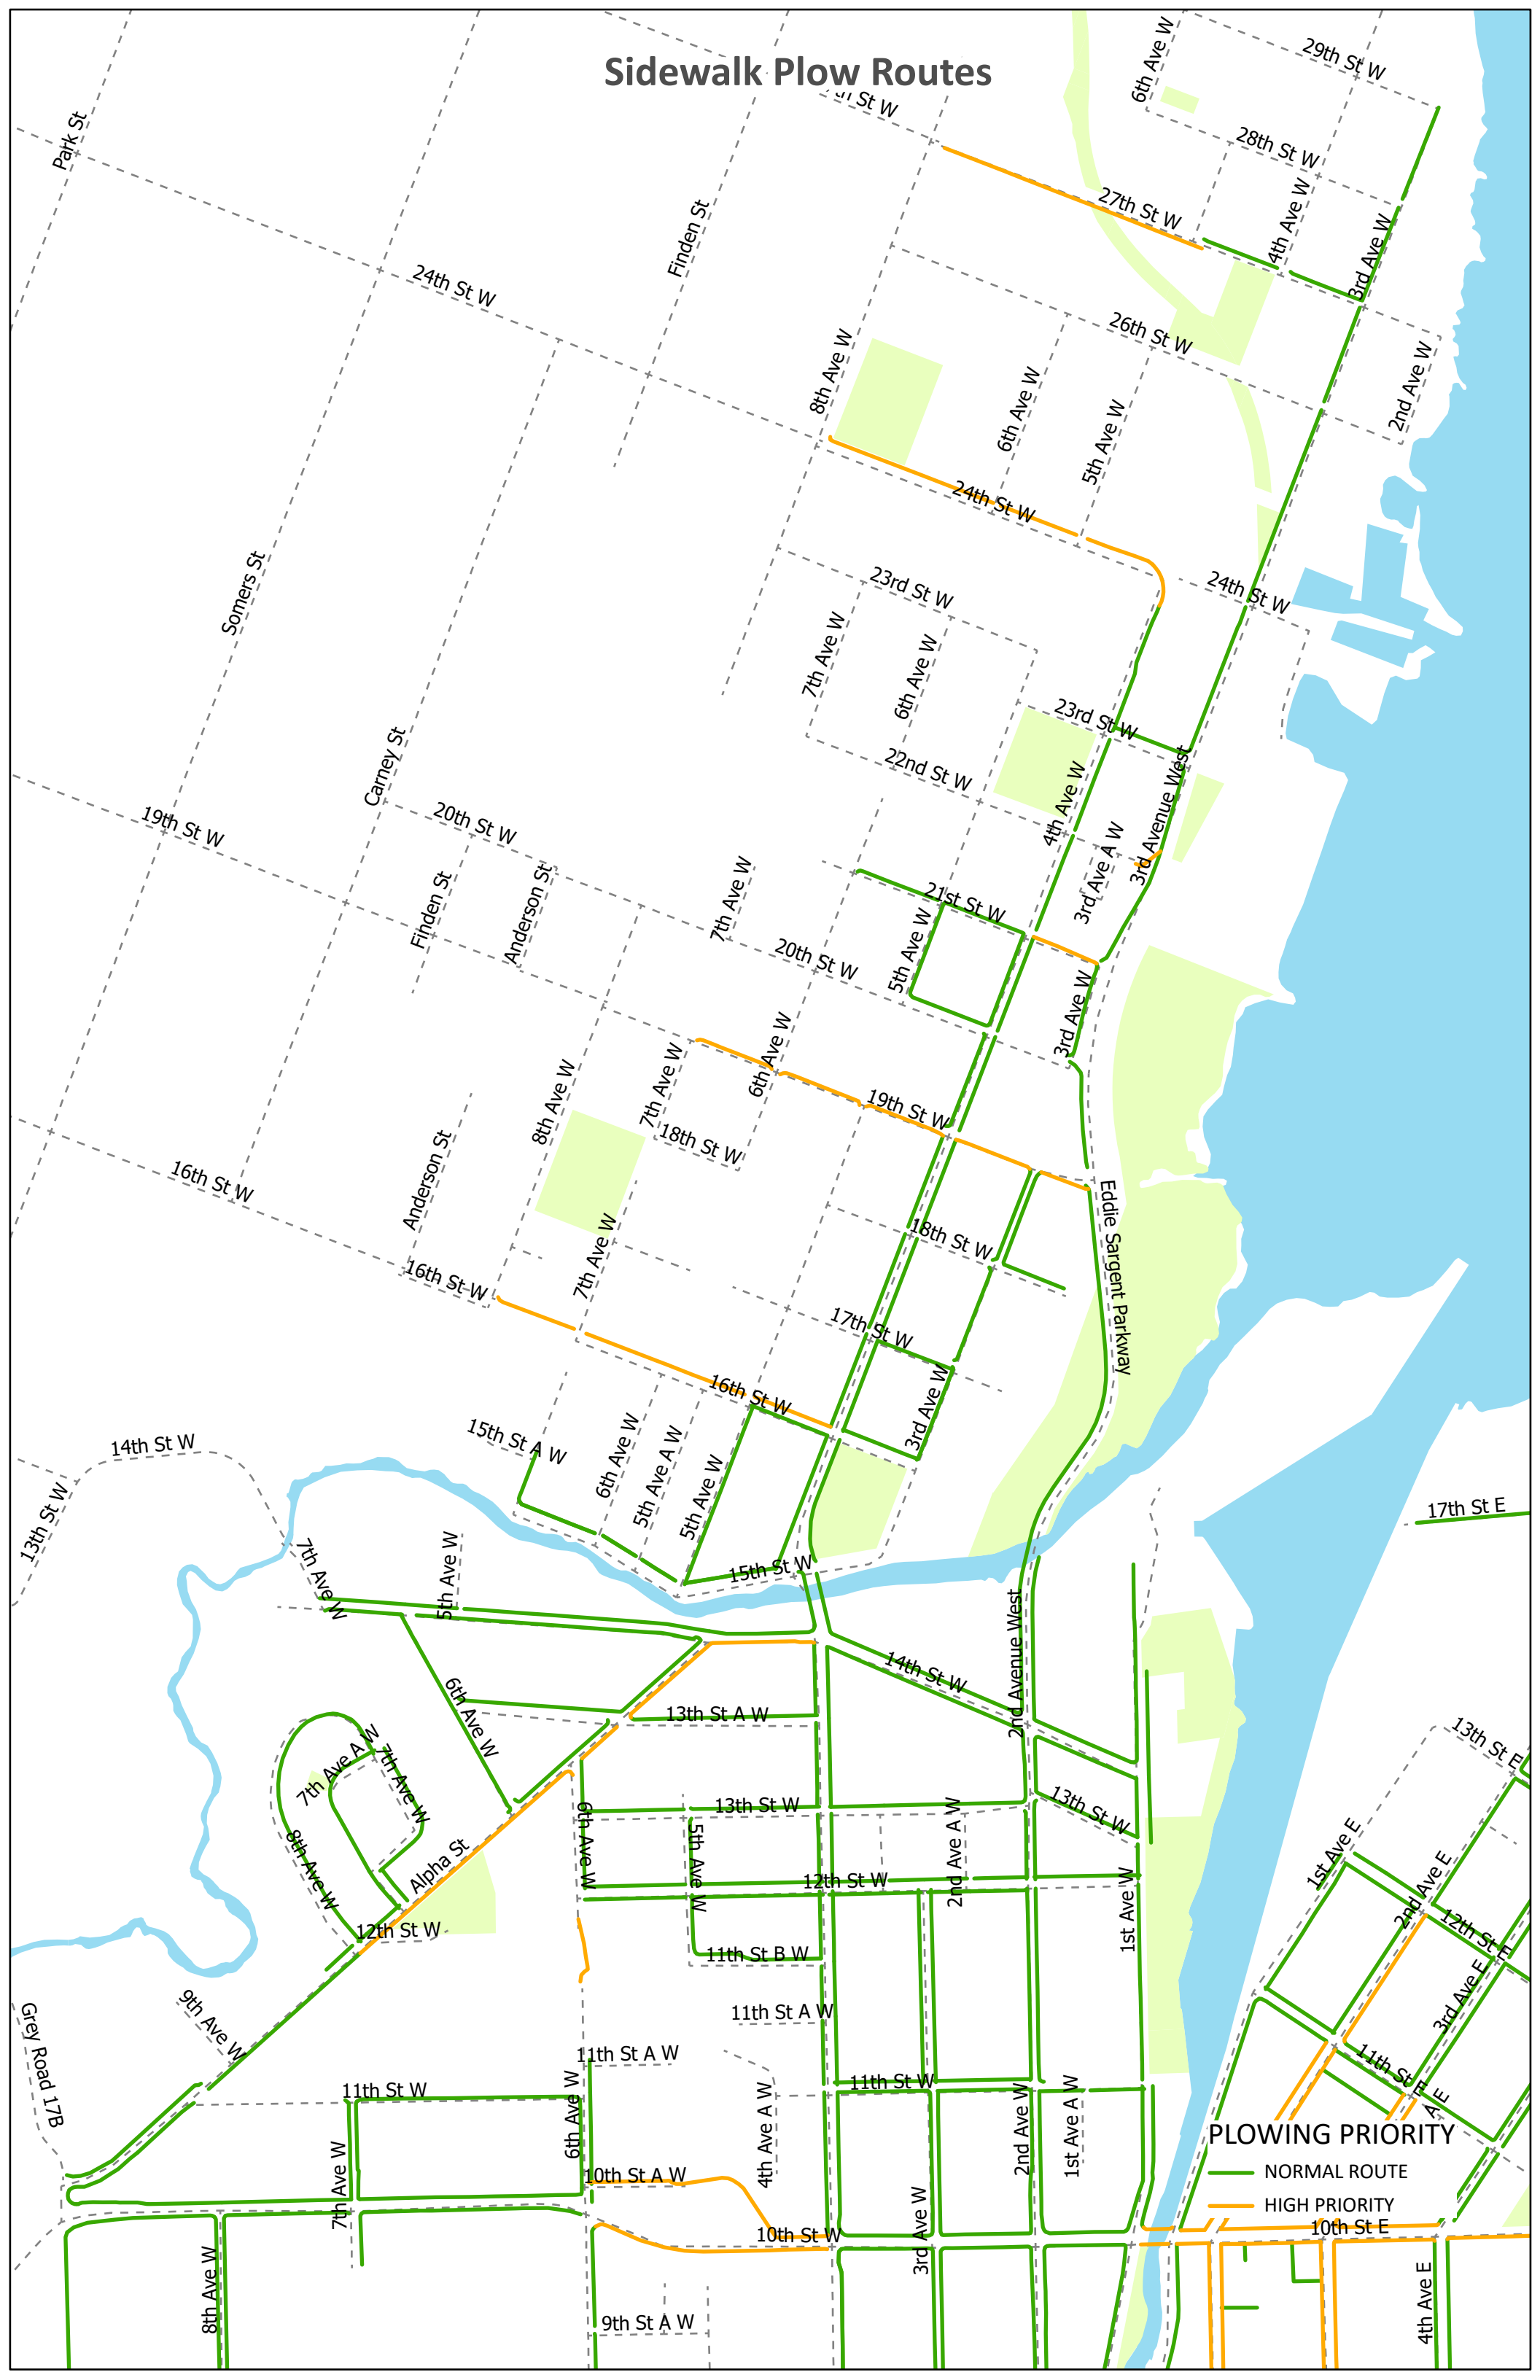 Sidewalk Plow Routes
29th St W
6th Ave W
Park St
28th St W
27th St W
4th Ave W
3rd Ave W
Finden St
24th St W
26th St W
8th Ave W
2nd Ave W
6th Ave W
5th Ave W
24th St W
Somers St
23rd St W
24th St W
7th Ave W
6th Ave W
23rd St W
Carney St
22nd St W
4th Ave W
3rd Avenue West
19th St W
20th St W
3rd Ave A W
7th Ave W
Finden St
Anderson St
21st St W
5th Ave W
20th St W
3rd Ave W
6th Ave W
8th Ave W
7th Ave W
19th St W
18th St W
Anderson St
16th St W
Eddie Sargent Parkway
18th St W
7th Ave W
16th St W
17th St W
16th St W
3rd Ave W
14th St W
15th St A W
6th Ave W
5th Ave A W
5th Ave W
13th St W
17th St E
7th Ave W
5th Ave W
15th St W
2nd Avenue West
14th St W
6th Ave W
13th St A W
13th St E
7th Ave A W
7th Ave W
13th St W
13th St W
6th Ave W
5th Ave W
2nd Ave A W
1st Ave E
8th Ave W
Alpha St
12th St W
2nd Ave E
12th St E
12th St W
1st Ave W
11th St B W
3rd Ave E
9th Ave W
Grey Road 17B
11th St A W
11th St A W
11th St W
11th St W
11th St E
A E
6th Ave W
4th Ave A W
2nd Ave W
1st Ave A W
PLOWING PRIORITY
7th Ave W
10th St A W
NORMAL ROUTE
HIGH PRIORITY
10th St W
10th St E
3rd Ave W
8th Ave W
4th Ave E
9th St A W